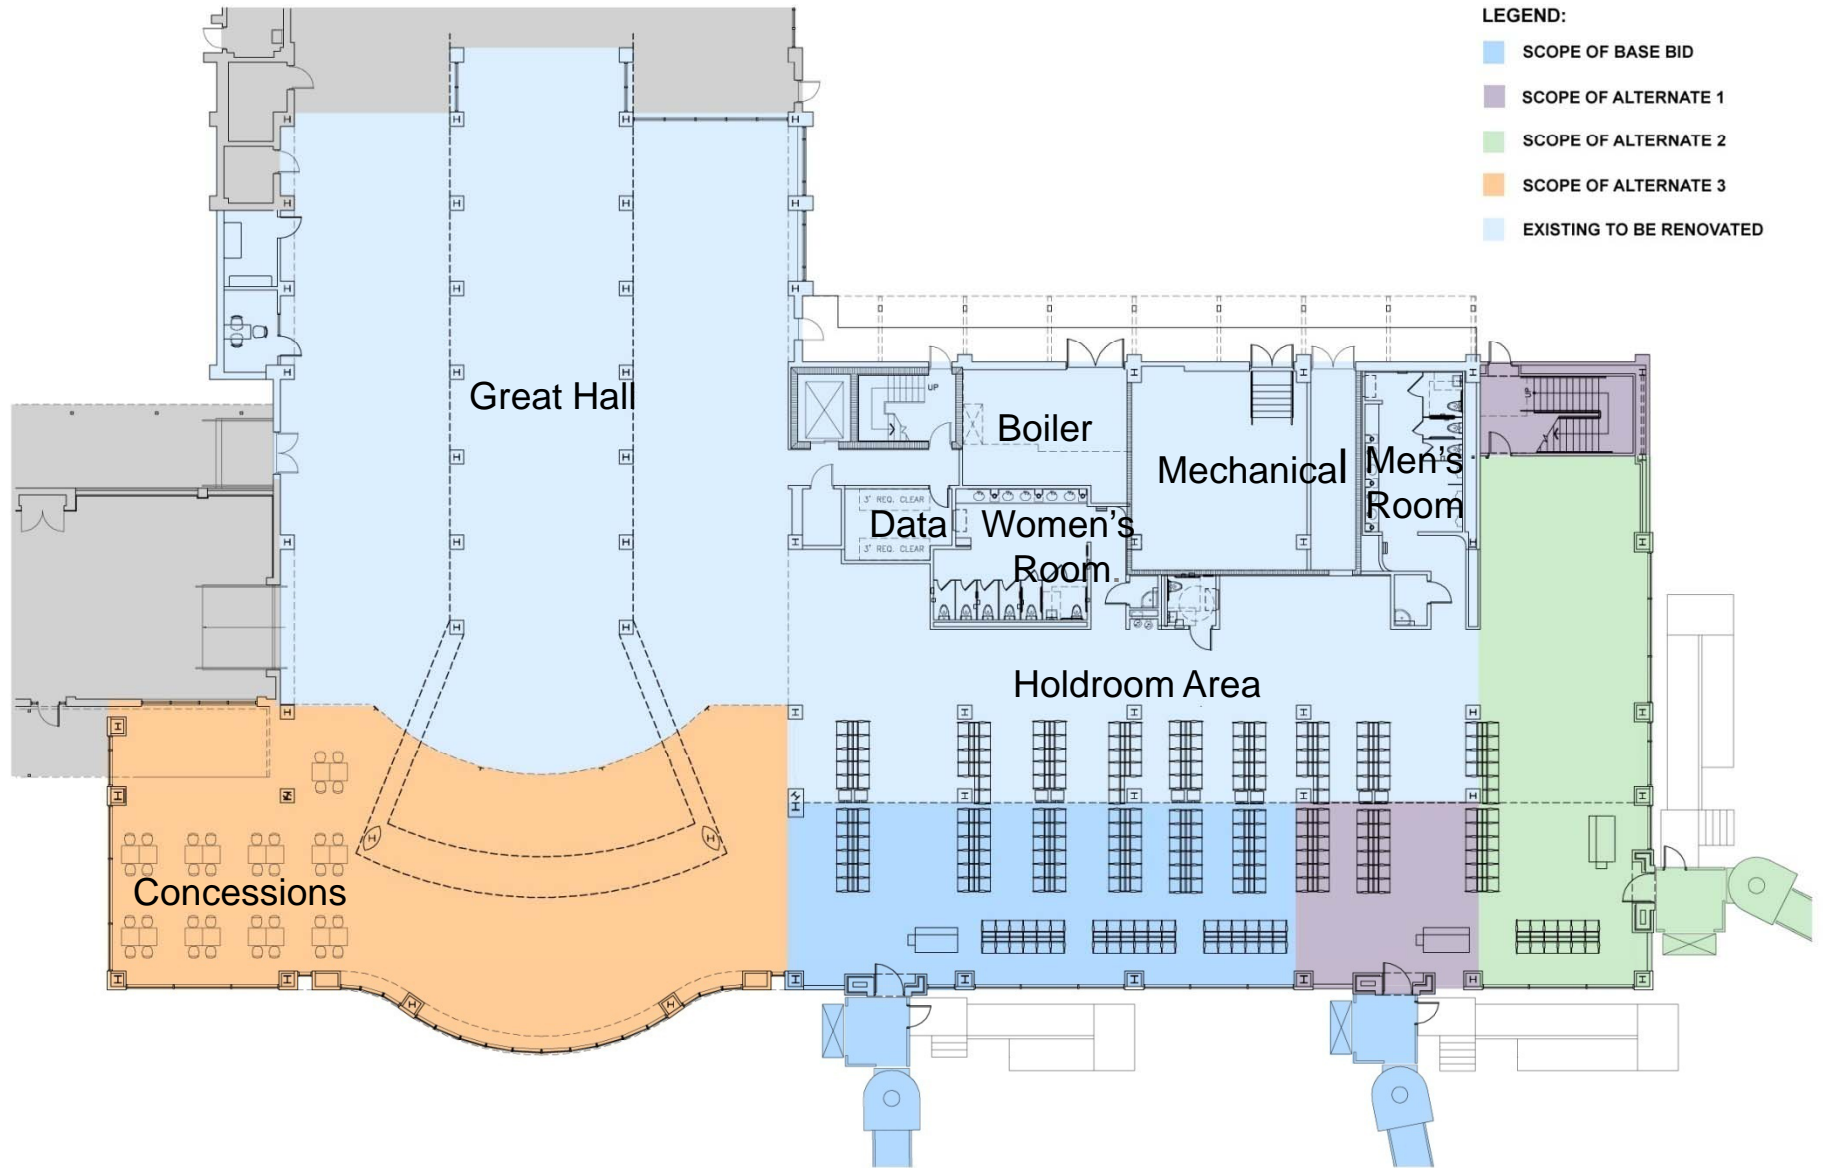 LEGEND:
SCOPE OF BASE BID
SCOPE OF ALTERNATE 1
SCOPE OF ALTERNATE 2
SCOPE OF ALTERNATE 3
EXISTING TO BE RENOVATED
Great Hall
UP
Boiler
Mechanical
Men's
Room
UP
3" REQ. CLEAR
Data
3" REQ. CLEAR
Women's
Room
Holdroom Area
Concessions